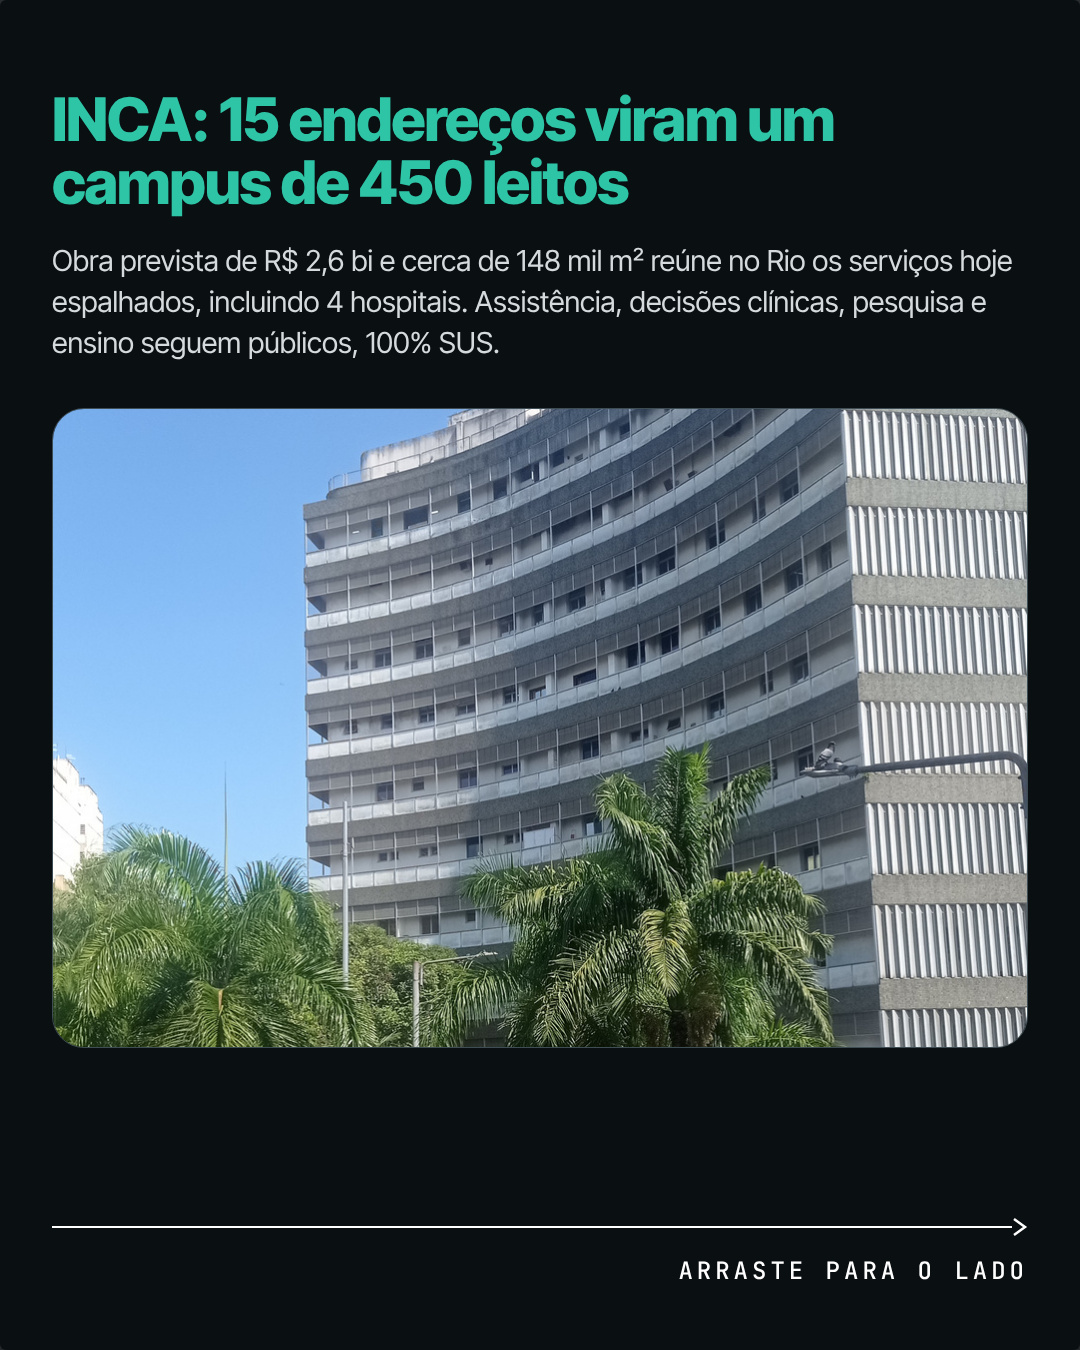 INCA: 15 endereços viram um
campus de 450 leitos
Obra prevista de R$ 2,6 bi e cerca de 148 mil m² reúne no Rio os serviços hoje
espalhados, incluindo 4 hospitais. Assistência, decisões clínicas, pesquisa e
ensino seguem públicos, 100% SUS.
ARRASTE PARA O LADO